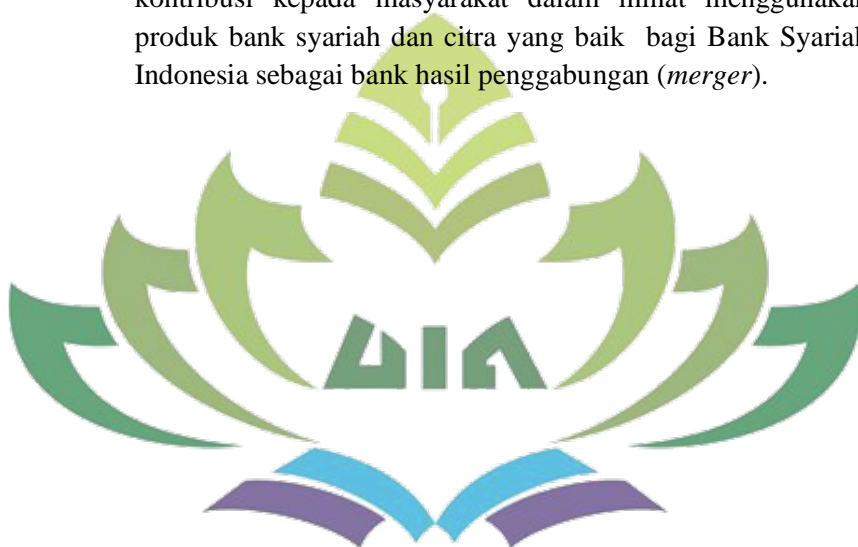 kontribusi kepada masyarakat dalam minat menggunakan
produk bank syariah dan citra yang baik bagi Bank Syariah
Indonesia sebagai bank hasil penggabungan (merger).
UIN